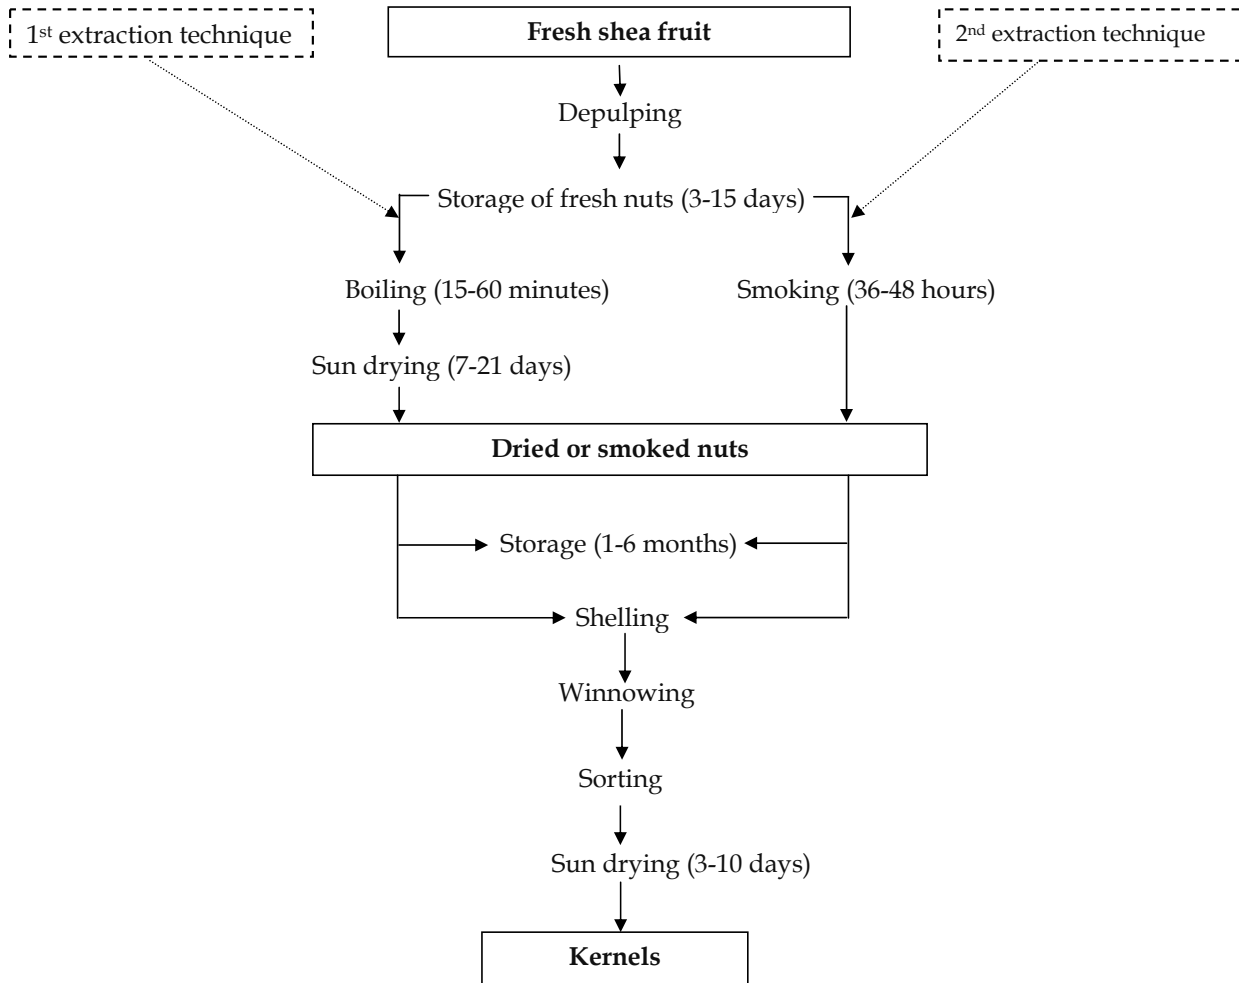 1st extraction technique
Fresh shea fruit
2nd extraction technique
Depulping
Storage of fresh nuts (3-15 days)
Boiling (15-60 minutes)
Smoking (36-48 hours)
Sun drying (7-21 days)
Dried or smoked nuts
Storage (1-6 months)
Shelling
Winnowing
Sorting
Sun drying (3-10 days)
Kernels